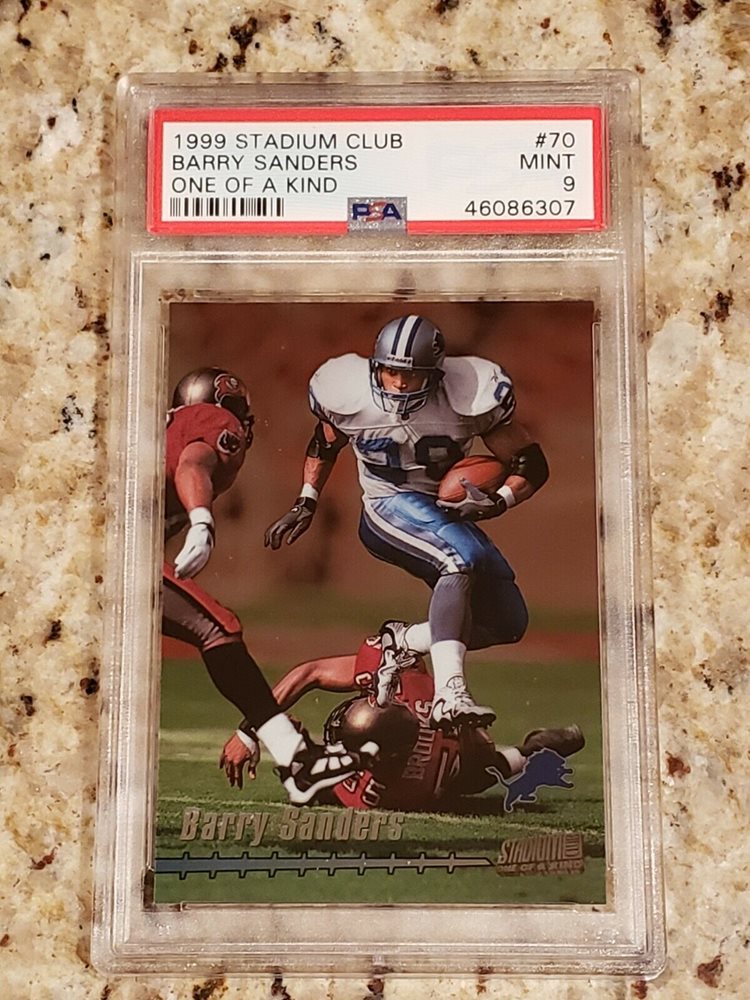 1999 STADIUM CLUB #70
BARRY SANDERS MINT
ONE OF A KIND 9
PSA 46086307
BROOKS
Barry Sanders
STADIUM
ONE OF A KIND